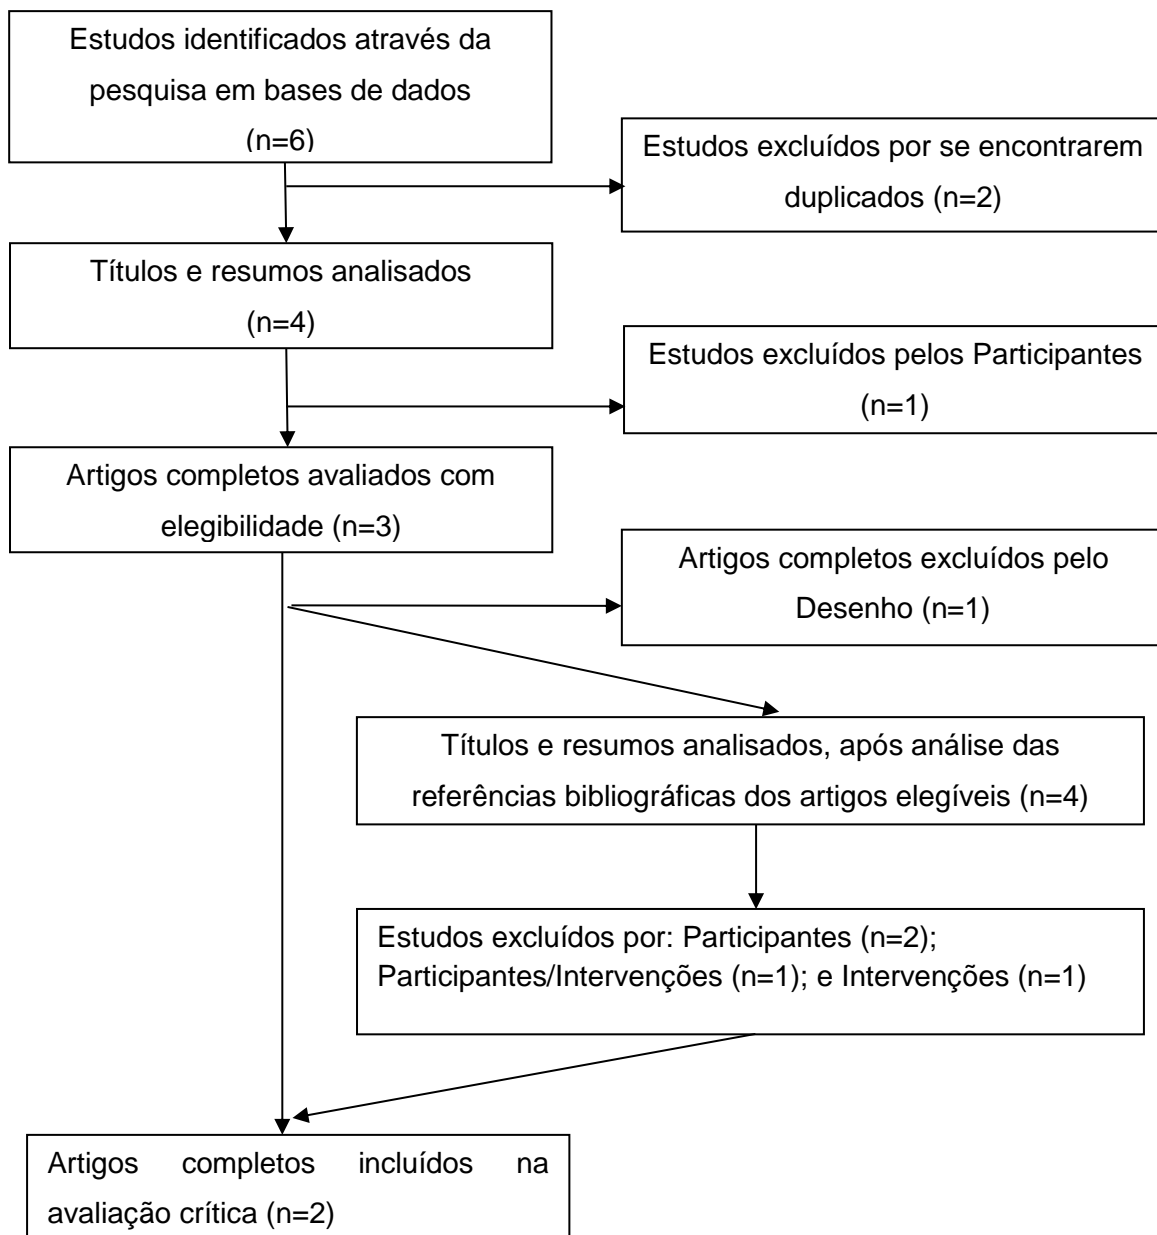 Estudos identificados através da
pesquisa em bases de dados
(n=6)
Estudos excluídos por se encontrarem
duplicados (n=2)
Títulos e resumos analisados
(n=4)
Estudos excluídos pelos Participantes
(n=1)
Artigos completos avaliados com
elegibilidade (n=3)
Artigos completos excluídos pelo
Desenho (n=1)
Títulos e resumos analisados, após análise das
referências bibliográficas dos artigos elegíveis (n=4)
Estudos excluídos por: Participantes (n=2);
Participantes/Intervenções (n=1); e Intervenções (n=1)
Artigos completos incluídos na
avaliação crítica (n=2)